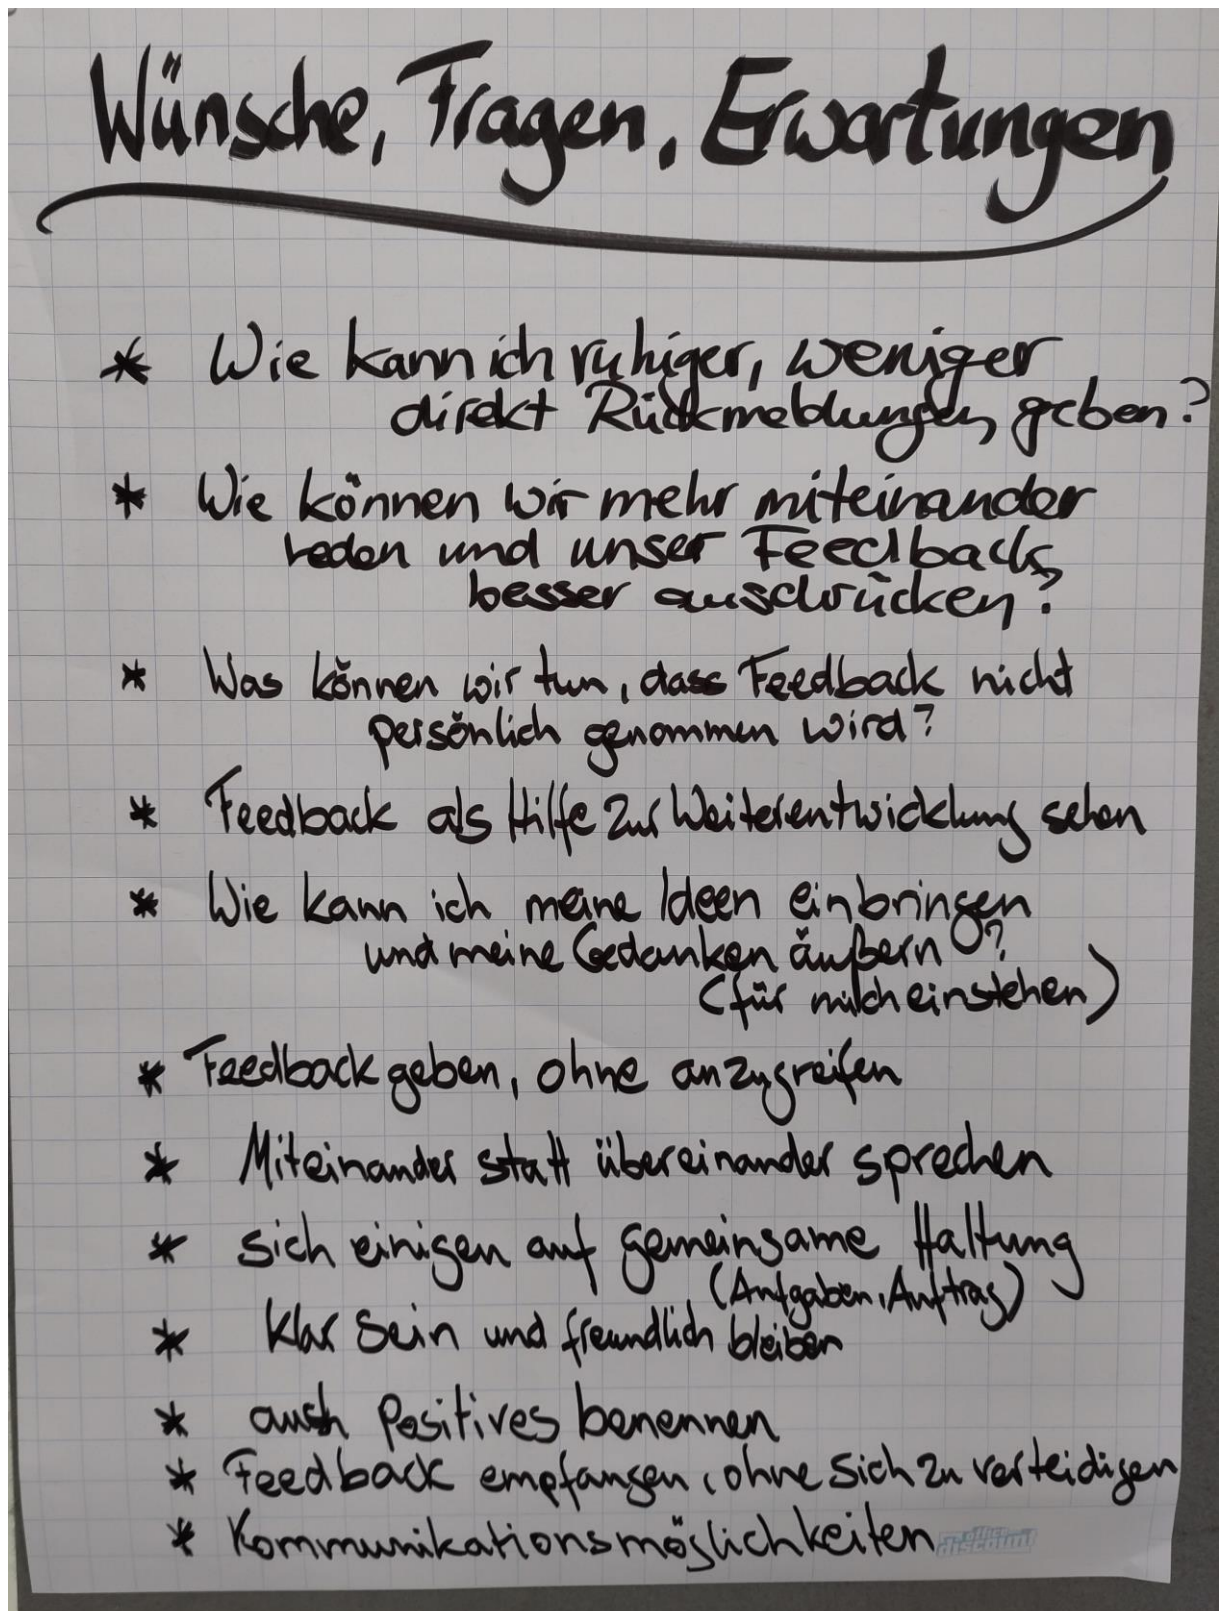 Wünsche, Fragen, Erwartungen
* Wie kann ich ruhiger, weniger
direkt Rückmeldungen geben?
* Wie können wir mehr miteinander
reden und unser Feedback
besser ausdrücken?
* Was können wir tun, dass Feedback nicht
persönlich genommen wird?
* Feedback als Hilfe zur Weiterentwicklung sehen
* Wie kann ich meine Ideen einbringen
und meine Gedanken äußern?
(für mich einstehen)
* Feedback geben, ohne anzugreifen
* Miteinander statt übereinander sprechen
* sich einigen auf gemeinsame Haltung
(Aufgaben, Auftrag)
* klar sein und freundlich bleiben
* auch Positives benennen
* Feedback empfangen, ohne sich zu verteidigen
* Kommunikationsmöglichkeiten
office discount